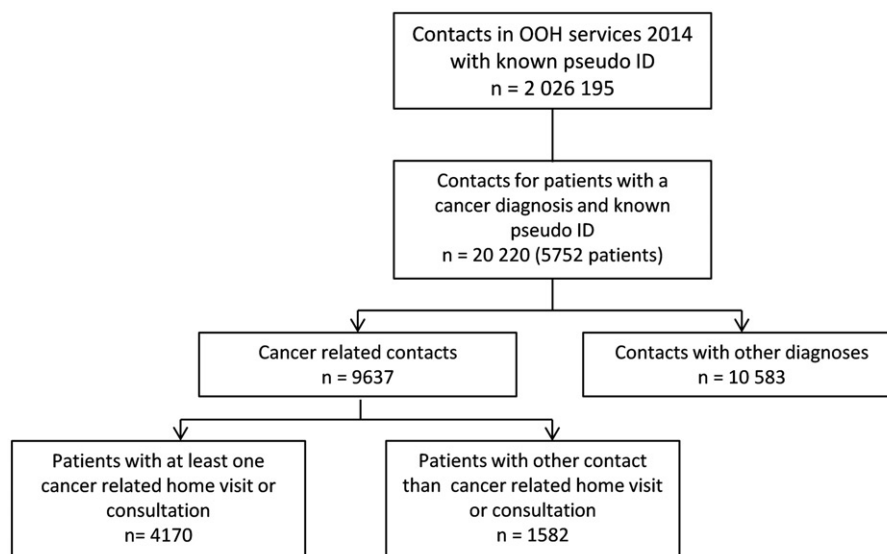 Contacts in OOH services 2014
with known pseudo ID
n = 2 026 195
Contacts for patients with a
cancer diagnosis and known
pseudo ID
n = 20 220 (5752 patients)
Cancer related contacts
n = 9637
Contacts with other diagnoses
n = 10 583
Patients with at least one
cancer related home visit or
consultation
n= 4170
Patients with other contact
than cancer related home visit
or consultation
n = 1582